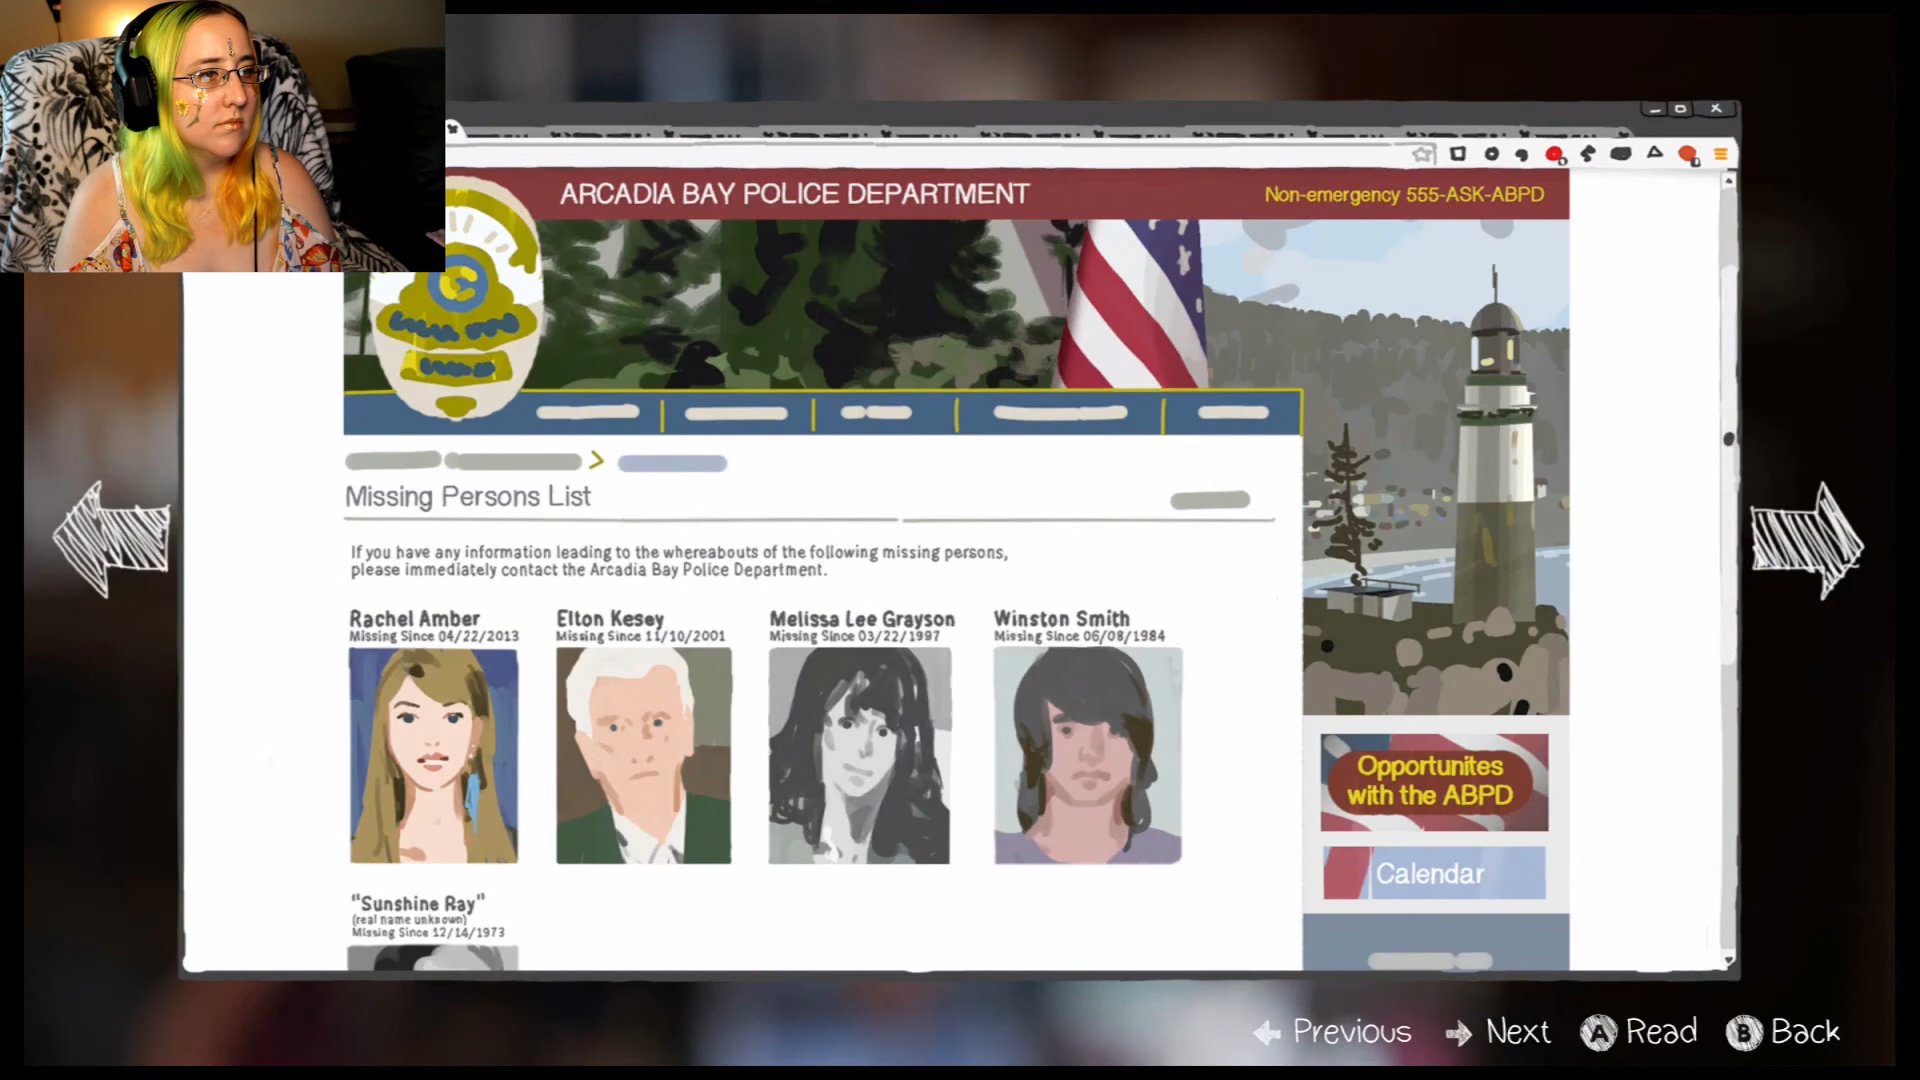 ARCADIA BAY POLICE DEPARTMENT
Non-emergency 555-ASK-ABPD
Missing Persons List
If you have any information leading to the whereabouts of the following missing persons,
please immediately contact the Arcadia Bay Police Department.
Rachel Amber
Missing Since 04/22/2013
Elton Kesey
Missing Since 11/10/2001
Melissa Lee Grayson
Missing Since 03/22/1997
Winston Smith
Missing Since 06/08/1984
"Sunshine Ray"
(real name unknown)
Missing Since 12/14/1973
Opportunites
with the ABPD
Calendar
Previous
Next
A Read
B Back